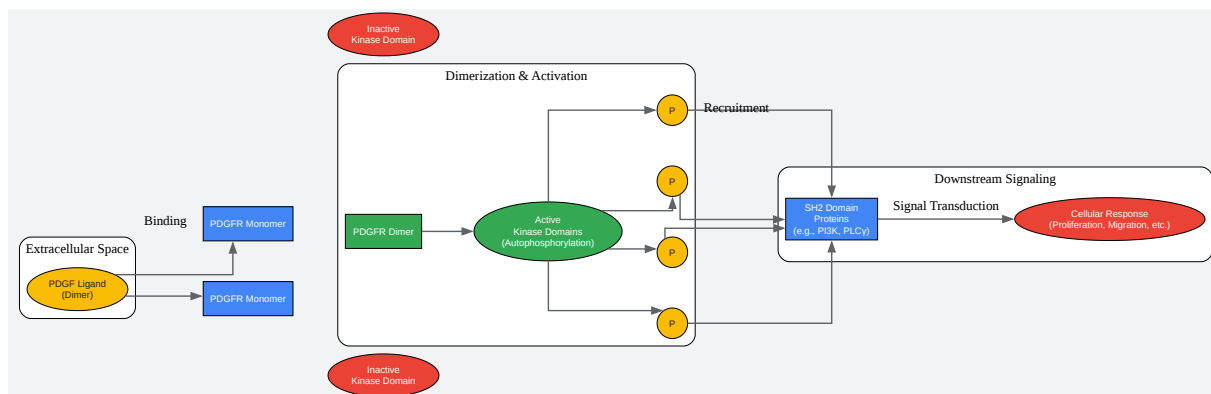 Inactive
Kinase Domain
Dimerization & Activation
P
Recruitment
P
Downstream Signaling
SH2 Domain
Proteins
(e.g., PI3K, PLCγ)
Signal Transduction
Cellular Response
(Proliferation, Migration, etc.)
Binding
PDGFR Monomer
PDGFR Dimer
Active
Kinase Domains
(Autophosphorylation)
Extracellular Space
PDGF Ligand
(Dimer)
PDGFR Monomer
P
P
Inactive
Kinase Domain